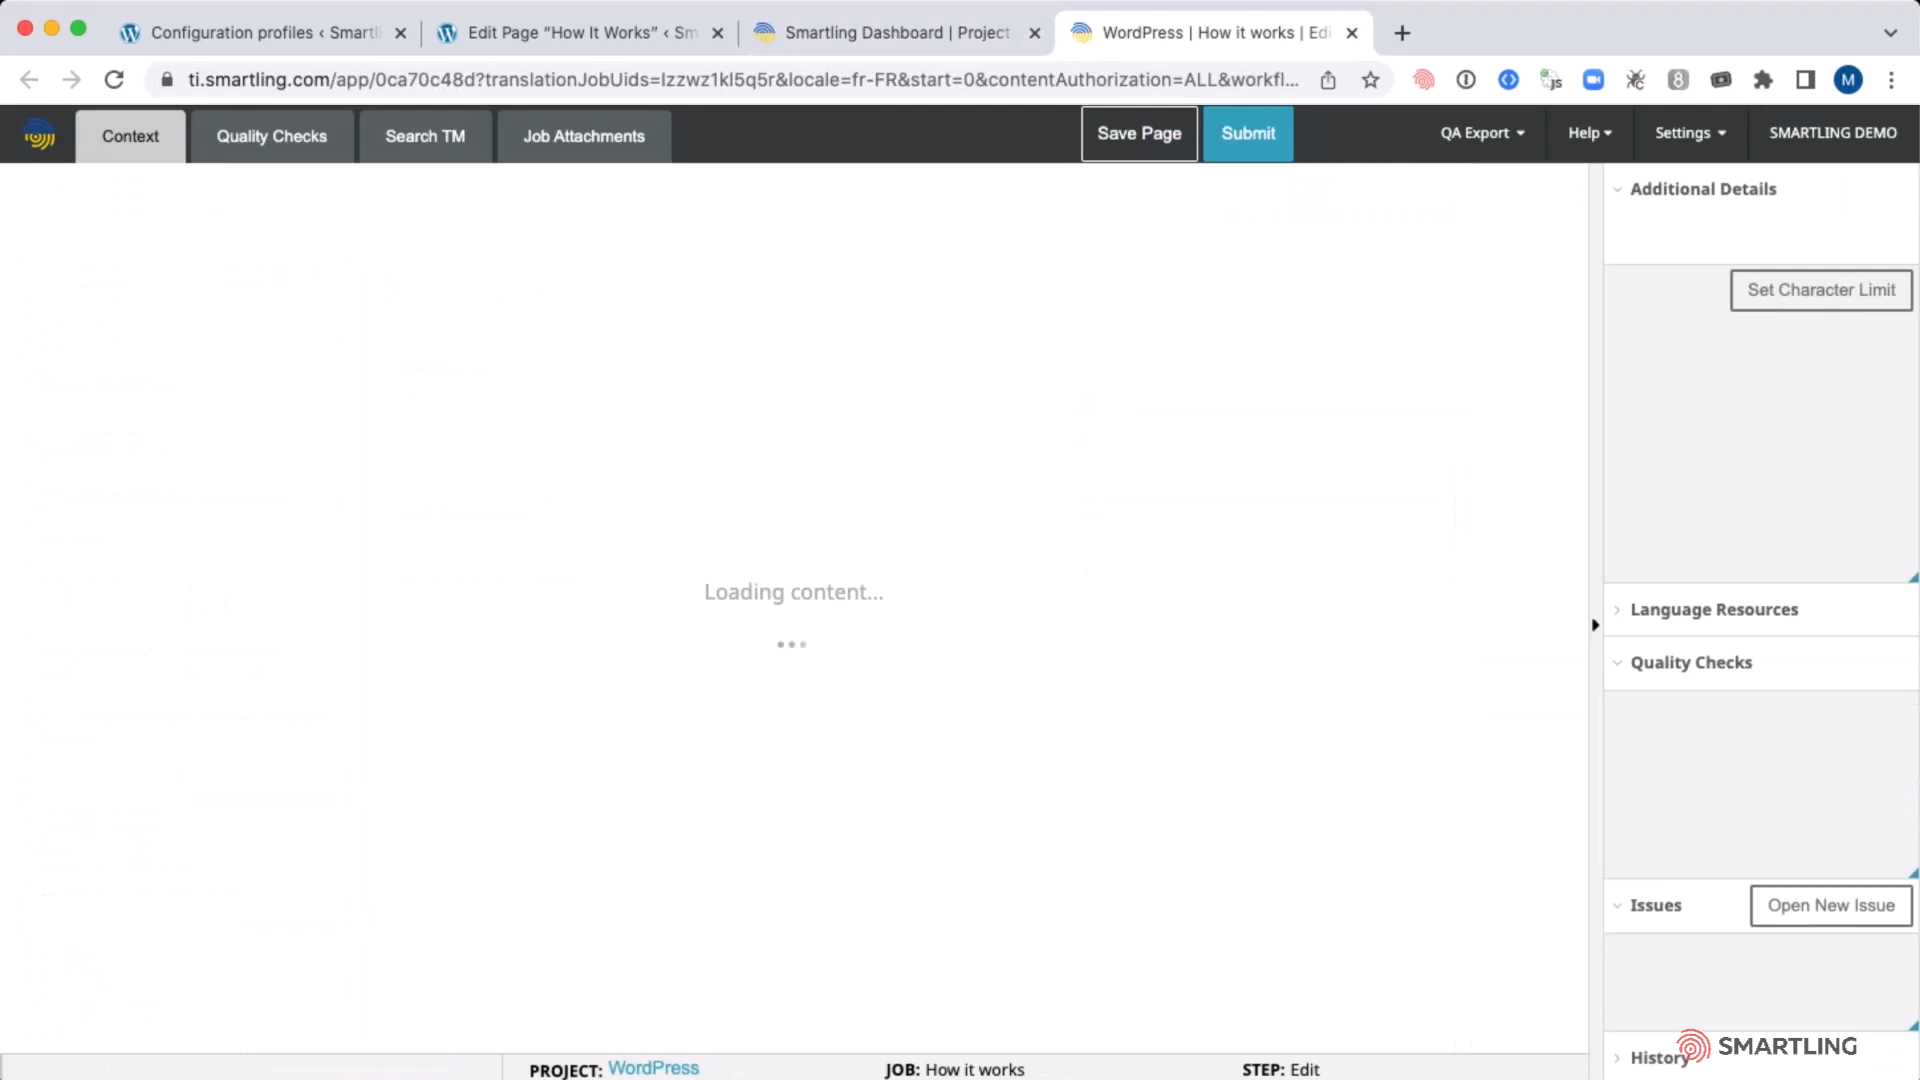 Configuration profiles ‹ Smartli
Edit Page “How It Works” ‹ Sm
Smartling Dashboard | Project
WordPress | How it works | Edi
ti.smartling.com/app/0ca70c48d?translationJobUids=lzzwz1kl5q5r&locale=fr-FR&start=0&contentAuthorization=ALL&workfl...
JS
8
M
Context
Quality Checks
Search TM
Job Attachments
Save Page
Submit
QA Export
Help
Settings
SMARTLING DEMO
Additional Details
Set Character Limit
Loading content...
Language Resources
Quality Checks
Issues
Open New Issue
History
SMARTLING
PROJECT: WordPress
JOB: How it works
STEP: Edit